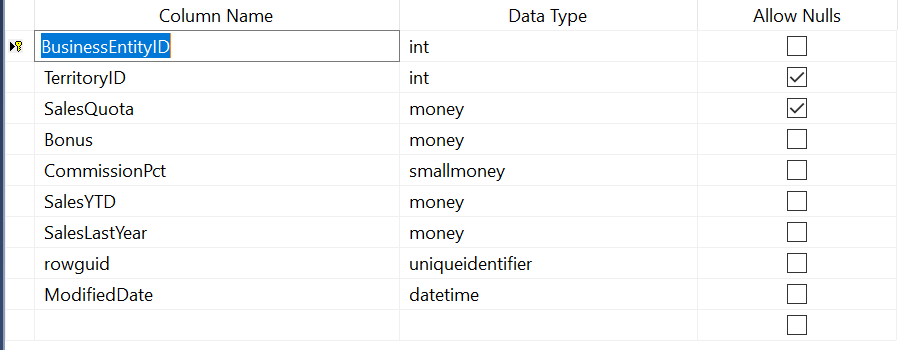 Column Name Data Type Allow Nulls
BusinessEntityID int
TerritoryID int
SalesQuota money
Bonus money
CommissionPct smallmoney
SalesYTD money
SalesLastYear money
rowguid uniqueidentifier
ModifiedDate datetime